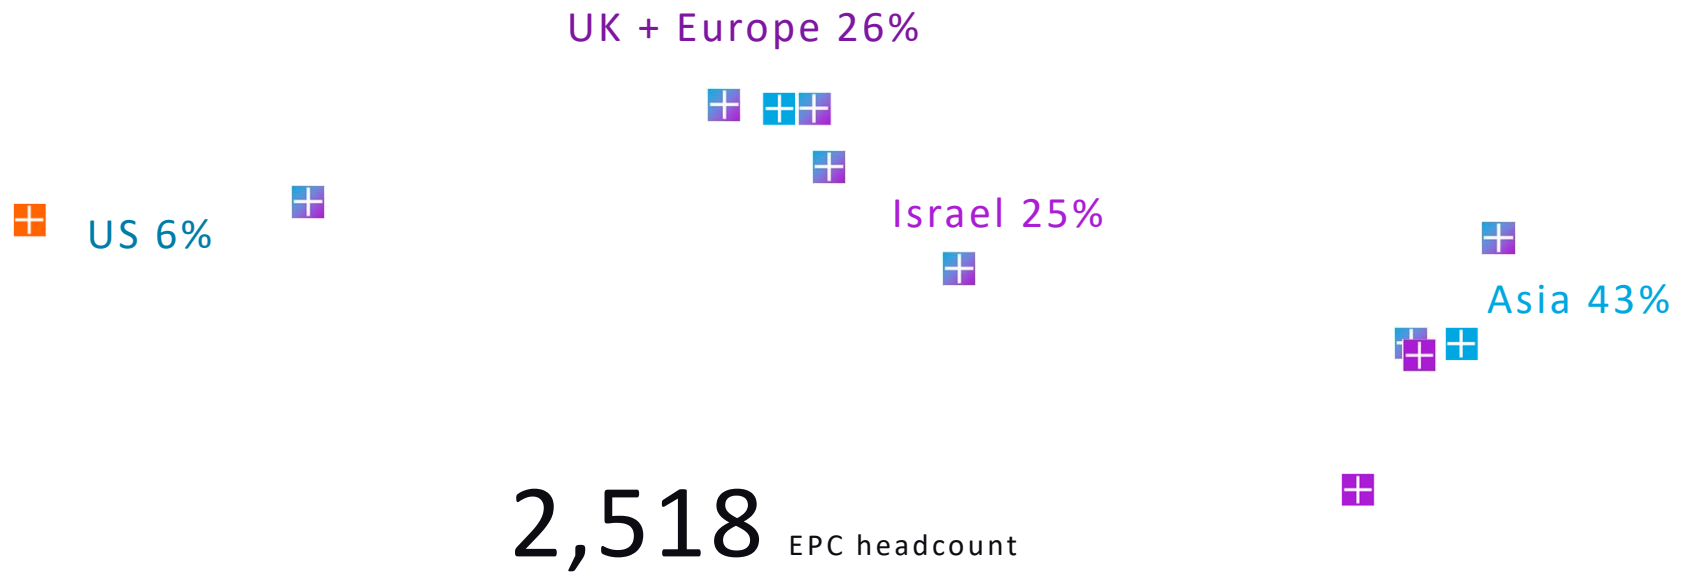 UK + Europe 26%
Israel 25%
US 6%
Asia 43%
2,518 EPC headcount